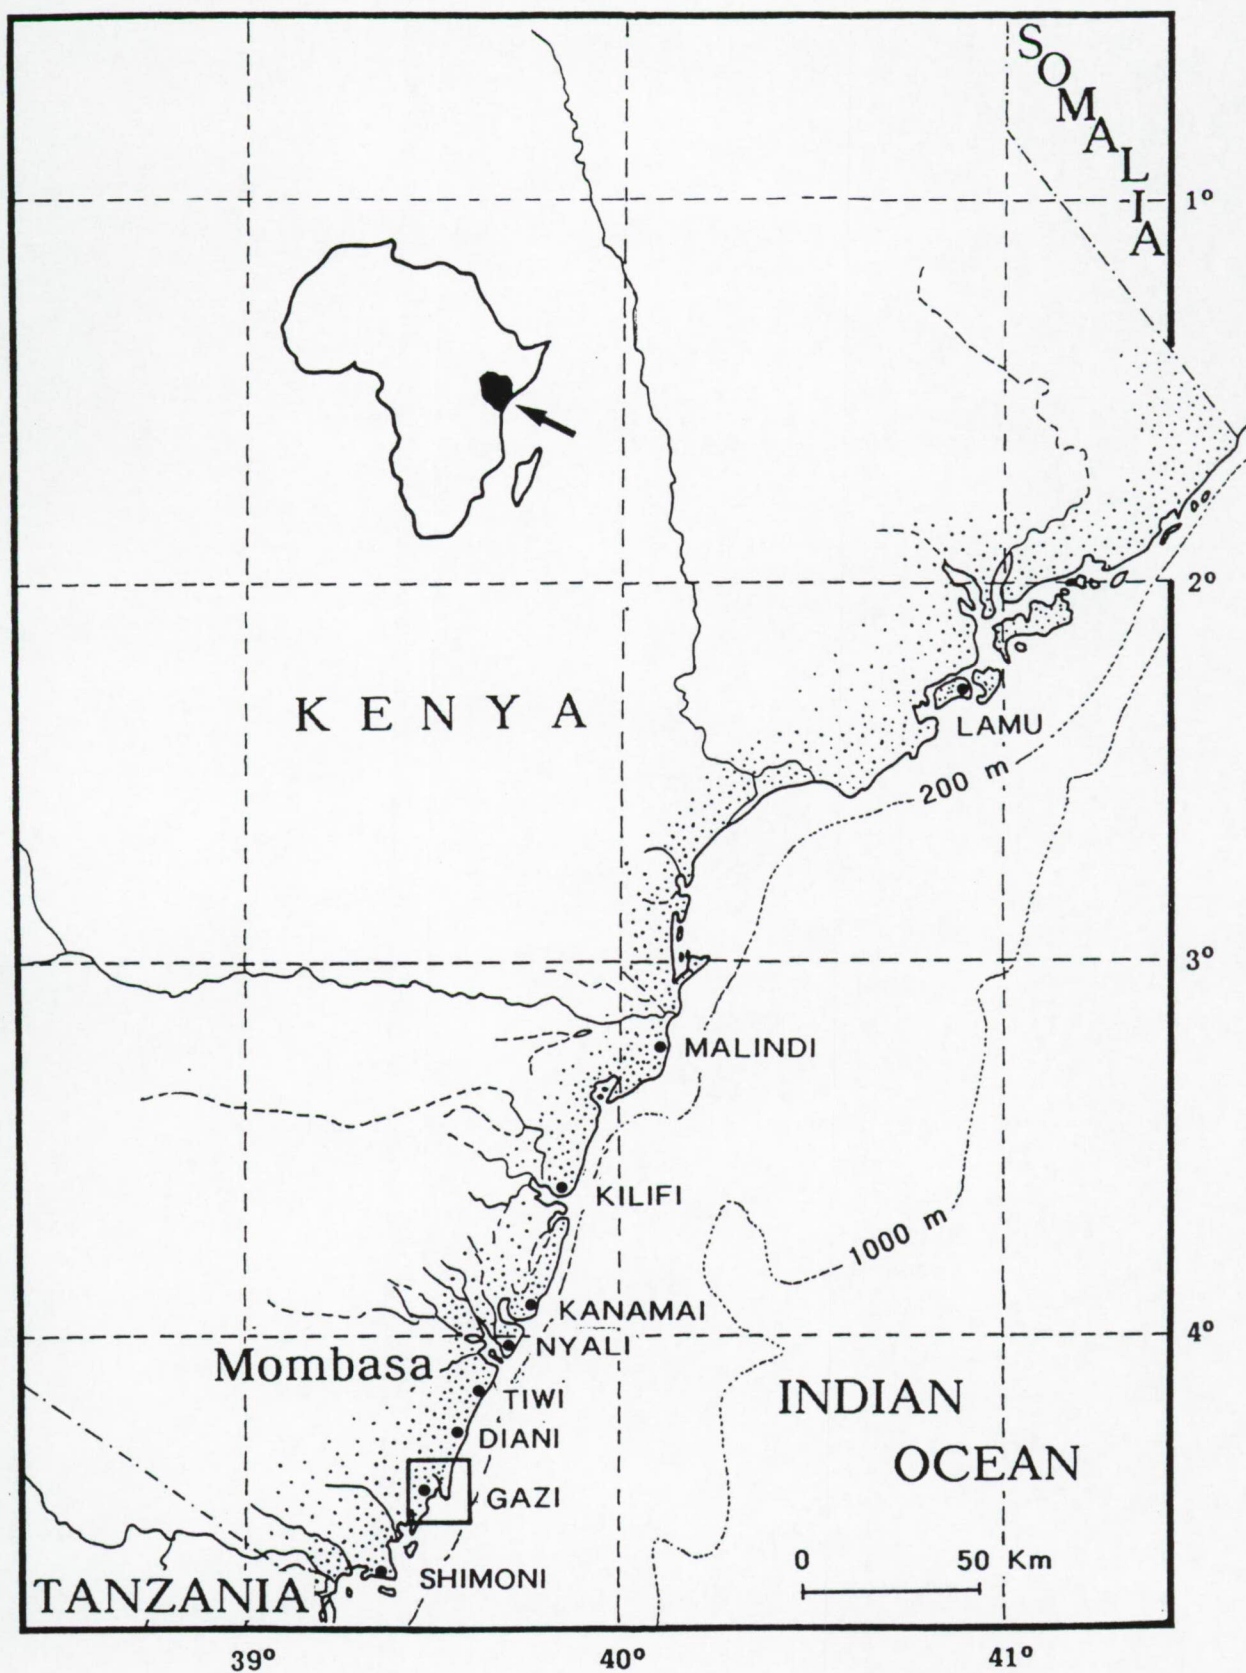 SOMALIA
1°
2°
KENYA
LAMU
200 m
3°
MALINDI
KILIFI
1000 m
KANAMAI
4°
NYALI
Mombasa
TIWI
INDIAN
OCEAN
DIANI
GAZI
0 50 Km
SHIMONI
TANZANIA
39° 40° 41°